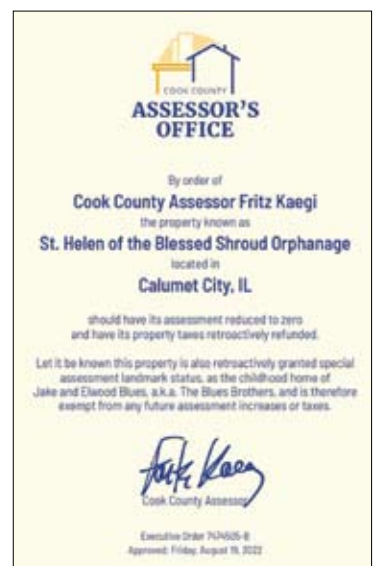 COOK COUNTY
ASSESSOR'S
OFFICE
By order of
Cook County Assessor Fritz Kaegi
the property known as
St. Helen of the Blessed Shroud Orphanage
located in
Calumet City, IL
should have its assessment reduced to zero
and have its property taxes retroactively refunded.
Let it be known this property is also retroactively granted special
assessment landmark status, as the childhood home of
Jake and Elwood Blues, a.k.a. The Blues Brothers, and is therefore
exempt from any future assessment increases or taxes.
Cook County Assessor
Executive Order 7474505-B
Approved: Friday, August 19, 2022